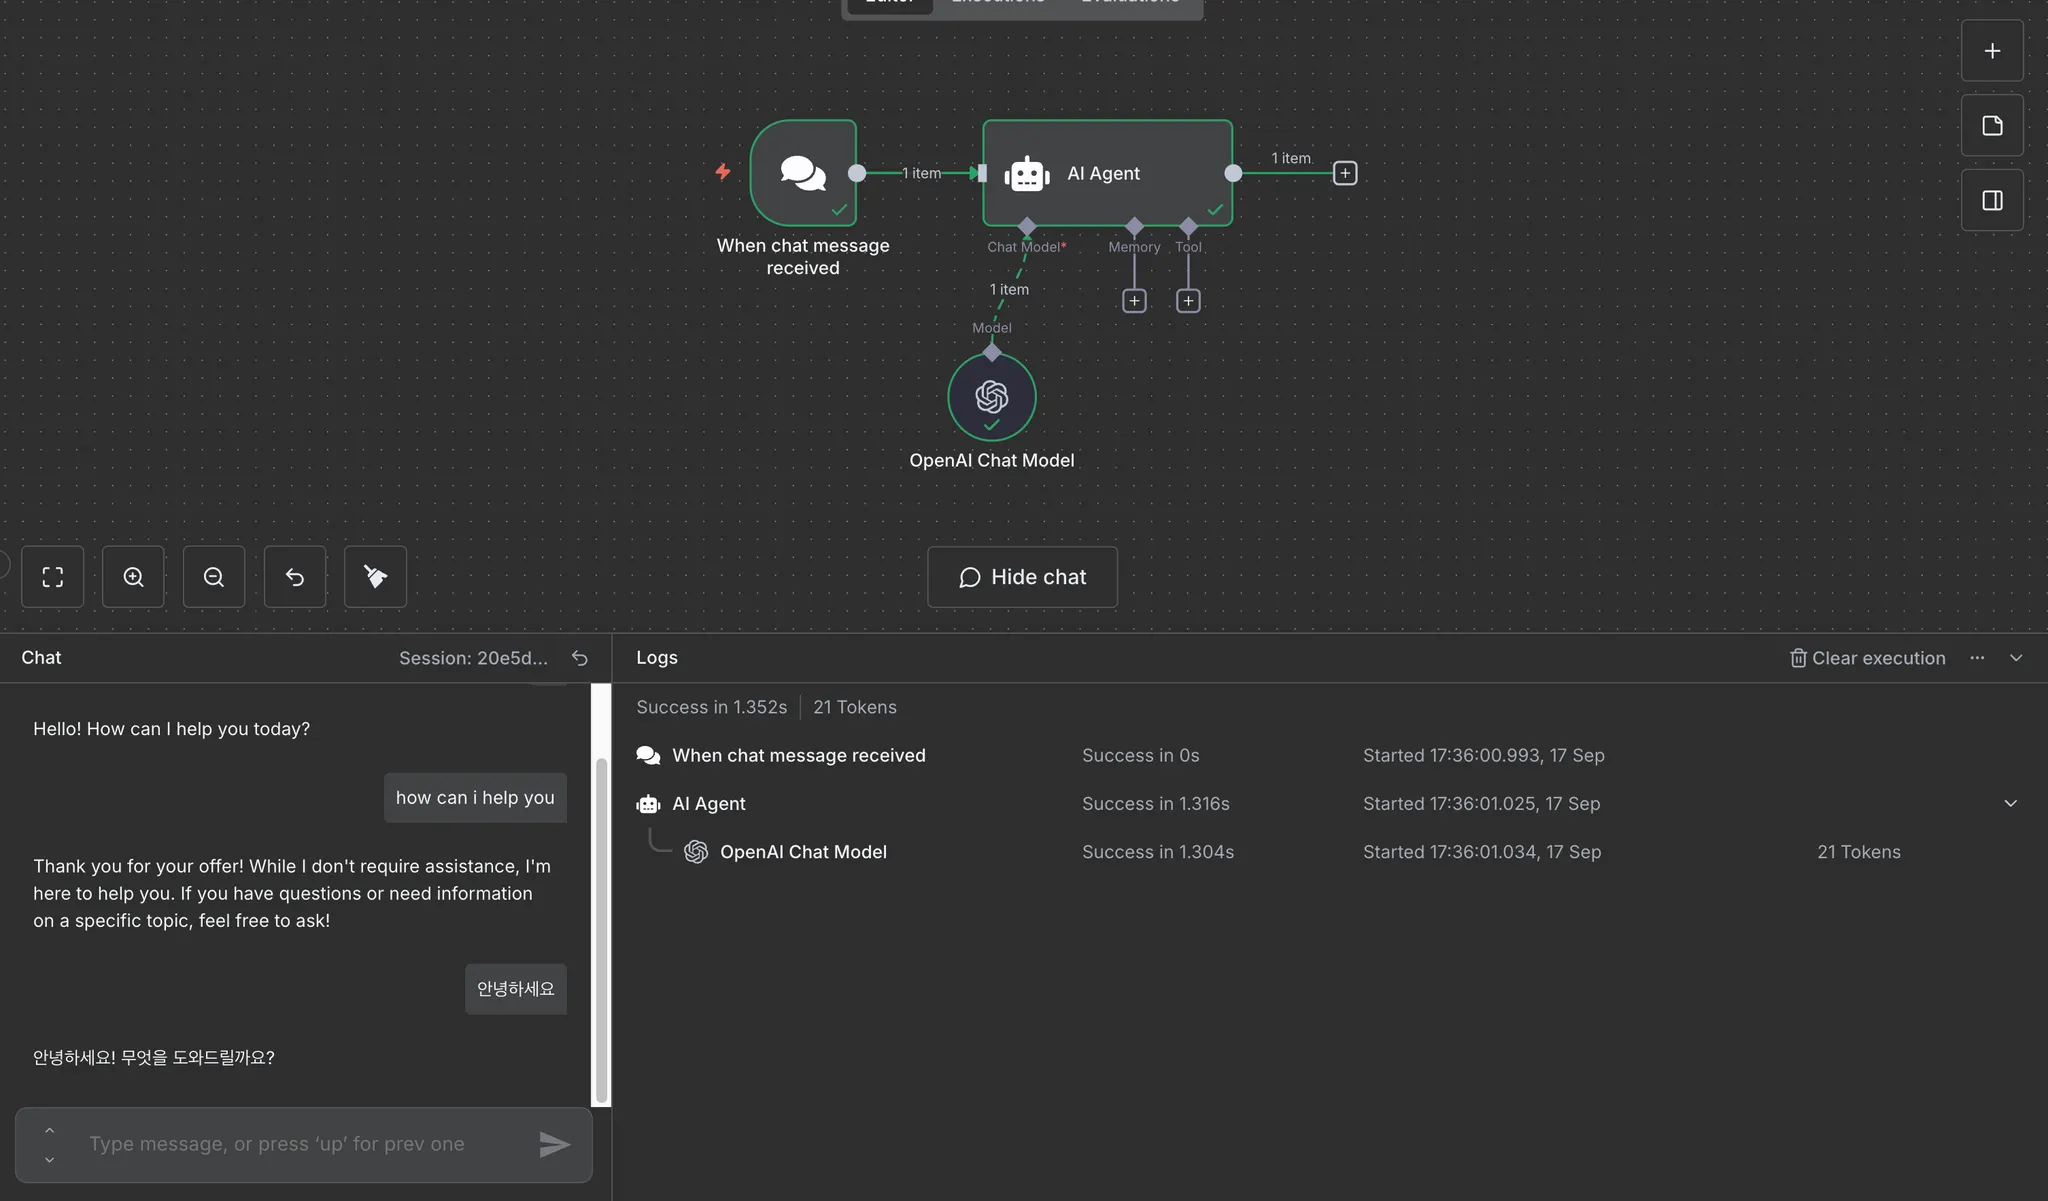 Editor Executions Evaluations
1 item
AI Agent
1 item
When chat message
received
Chat Model*
Memory
Tool
1 item
Model
OpenAI Chat Model
Hide chat
Chat
Session: 20e5d...
Logs
Clear execution
Hello! How can I help you today?
how can i help you
Thank you for your offer! While I don't require assistance, I'm
here to help you. If you have questions or need information
on a specific topic, feel free to ask!
안녕하세요
안녕하세요! 무엇을 도와드릴까요?
Type message, or press ‘up’ for prev one
Success in 1.352s
21 Tokens
When chat message received
Success in 0s
Started 17:36:00.993, 17 Sep
AI Agent
Success in 1.316s
Started 17:36:01.025, 17 Sep
OpenAI Chat Model
Success in 1.304s
Started 17:36:01.034, 17 Sep
21 Tokens